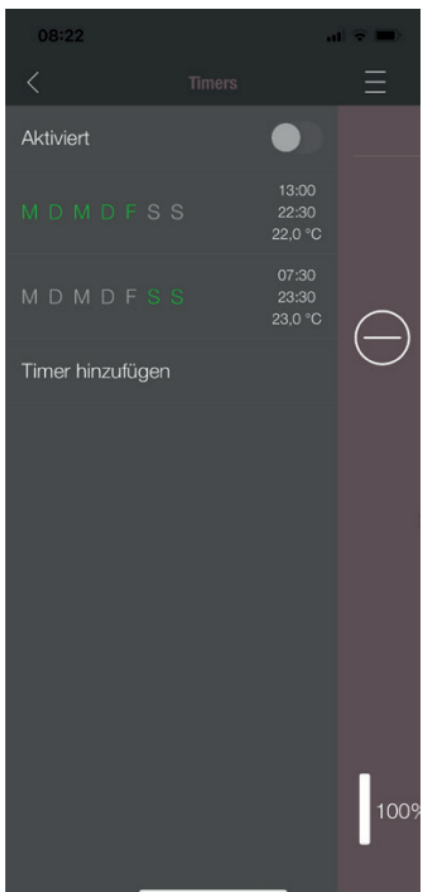 08:22
Timers
Aktiviert
M D M D F S S
13:00
22:30
22,0 °C
M D M D F S S
07:30
23:30
23,0 °C
Timer hinzufügen
100%